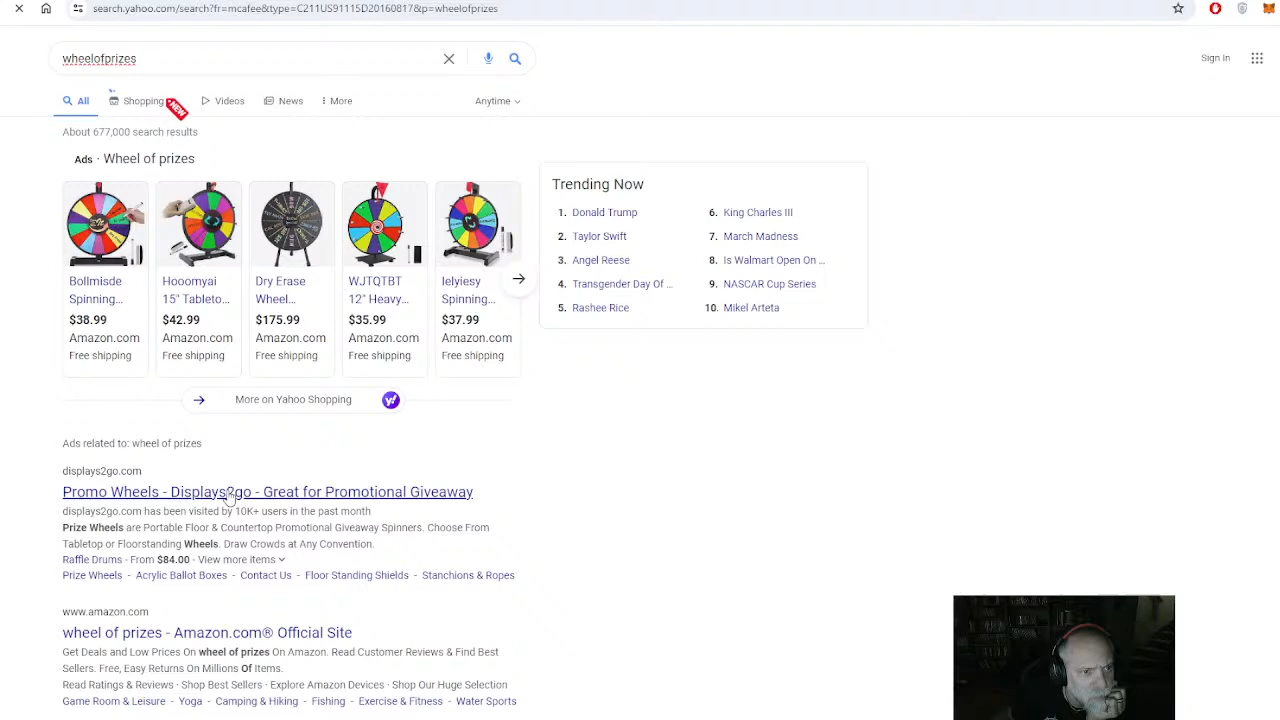 search.yahoo.com/search?fr=mcafee&type=C211US91115D20160817&p=wheelofprizes
wheelofprizes
Sign In
All
Shopping
NEW
Videos
News
More
Anytime
About 677,000 search results
Ads · Wheel of prizes
Bollmisde
Spinning...
$38.99
Amazon.com
Free shipping
Hooomyai
15" Tableto...
$42.99
Amazon.com
Free shipping
Dry Erase
Wheel...
$175.99
Amazon.com
Free shipping
WJTQTBT
12" Heavy...
$35.99
Amazon.com
Free shipping
Ielyiesy
Spinning...
$37.99
Amazon.com
Free shipping
More on Yahoo Shopping
y!
Trending Now
1. Donald Trump
2. Taylor Swift
3. Angel Reese
4. Transgender Day Of ...
5. Rashee Rice
6. King Charles III
7. March Madness
8. Is Walmart Open On ...
9. NASCAR Cup Series
10. Mikel Arteta
Ads related to: wheel of prizes
displays2go.com
Promo Wheels - Displays2go - Great for Promotional Giveaway
displays2go.com has been visited by 10K+ users in the past month
Prize Wheels are Portable Floor & Countertop Promotional Giveaway Spinners. Choose From
Tabletop or Floorstanding Wheels. Draw Crowds at Any Convention.
Raffle Drums - From $84.00 - View more items
Prize Wheels - Acrylic Ballot Boxes - Contact Us - Floor Standing Shields - Stanchions & Ropes
www.amazon.com
wheel of prizes - Amazon.com® Official Site
Get Deals and Low Prices On wheel of prizes On Amazon. Read Customer Reviews & Find Best
Sellers. Free, Easy Returns On Millions Of Items.
Read Ratings & Reviews · Shop Best Sellers · Explore Amazon Devices · Shop Our Huge Selection
Game Room & Leisure - Yoga - Camping & Hiking - Fishing - Exercise & Fitness - Water Sports